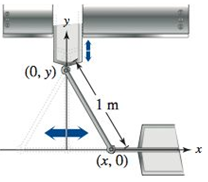 y
(0, y)
1 m
x
(x, 0)